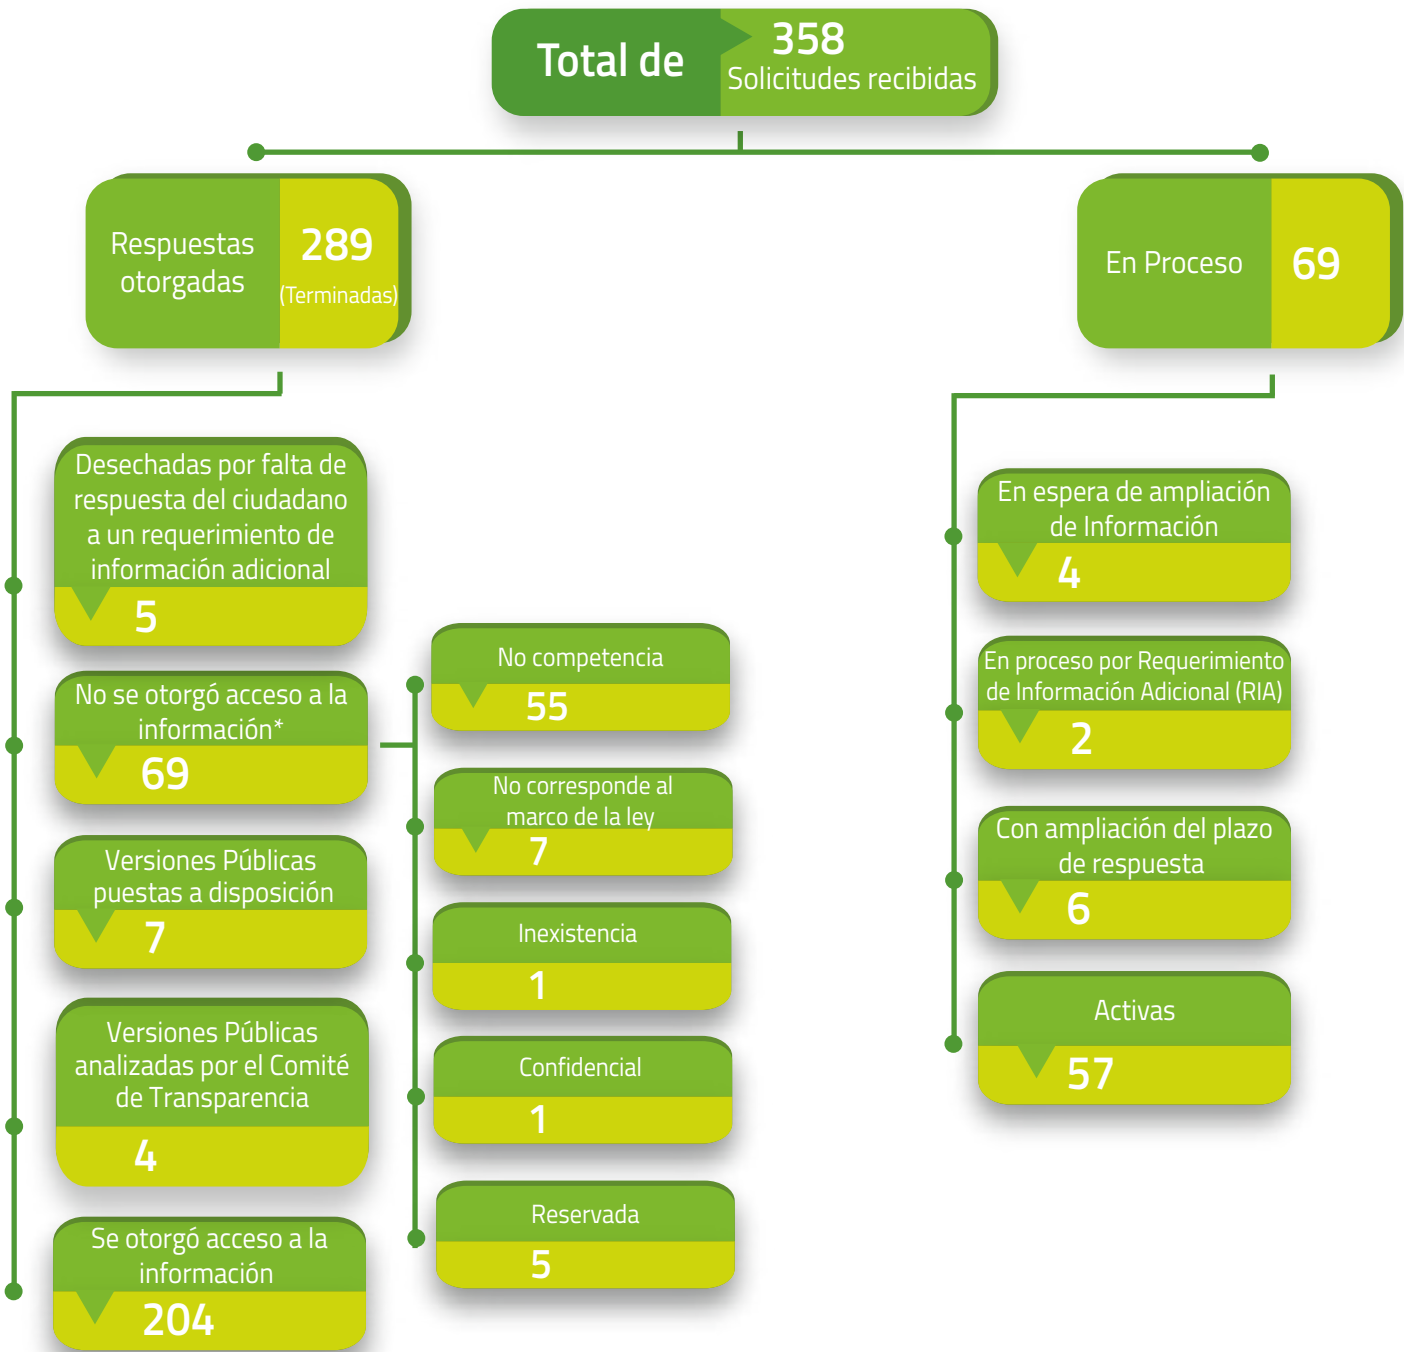 Total de
358
Solicitudes recibidas
Respuestas
otorgadas
289
(Terminadas)
En Proceso
69
Desechadas por falta de
respuesta del ciudadano
a un requerimiento de
información adicional
5
No se otorgó acceso a la
información*
69
Versiones Públicas
puestas a disposición
7
Versiones Públicas
analizadas por el Comité
de Transparencia
4
Se otorgó acceso a la
información
204
No competencia
55
No corresponde al
marco de la ley
7
Inexistencia
1
Confidencial
1
Reservada
5
En espera de ampliación
de Información
4
En proceso por Requerimiento
de Información Adicional (RIA)
2
Con ampliación del plazo
de respuesta
6
Activas
57